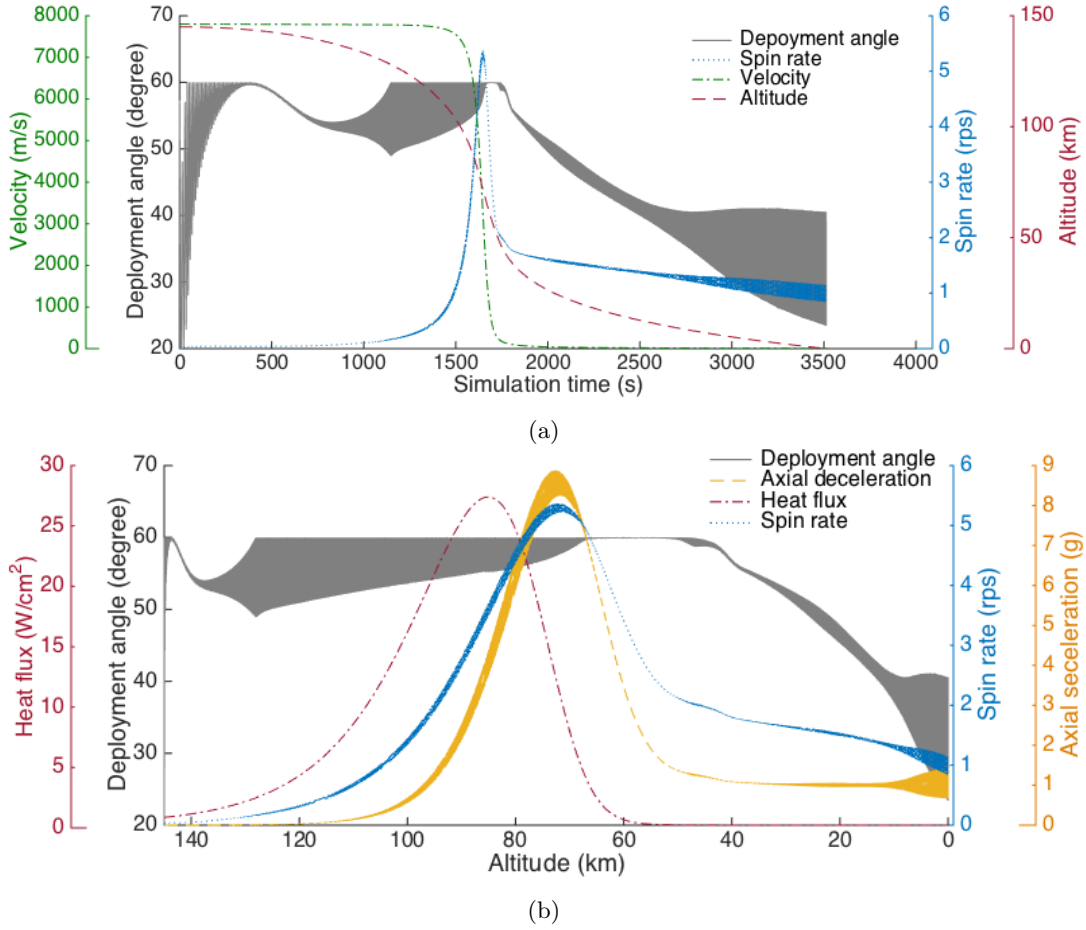 8000
7000
6000
5000
4000
3000
2000
1000
0
Velocity (m/s)
70
60
50
40
30
20
Deployment angle (degree)
Depoyment angle
Spin rate
Velocity
Altitude
6
5
4
3
2
1
0
Spin rate (rps)
150
100
50
0
Altitude (km)
0 500 1000 1500 2000 2500 3000 3500 4000
Simulation time (s)
(a)
30
25
20
15
10
5
0
Heat flux (W/cm²)
70
60
50
40
30
20
Deployment angle (degree)
Deployment angle
Axial deceleration
Heat flux
Spin rate
6
5
4
3
2
1
0
Spin rate (rps)
9
8
7
6
5
4
3
2
1
0
Axial seceleration (g)
140 120 100 80 60 40 20 0
Altitude (km)
(b)